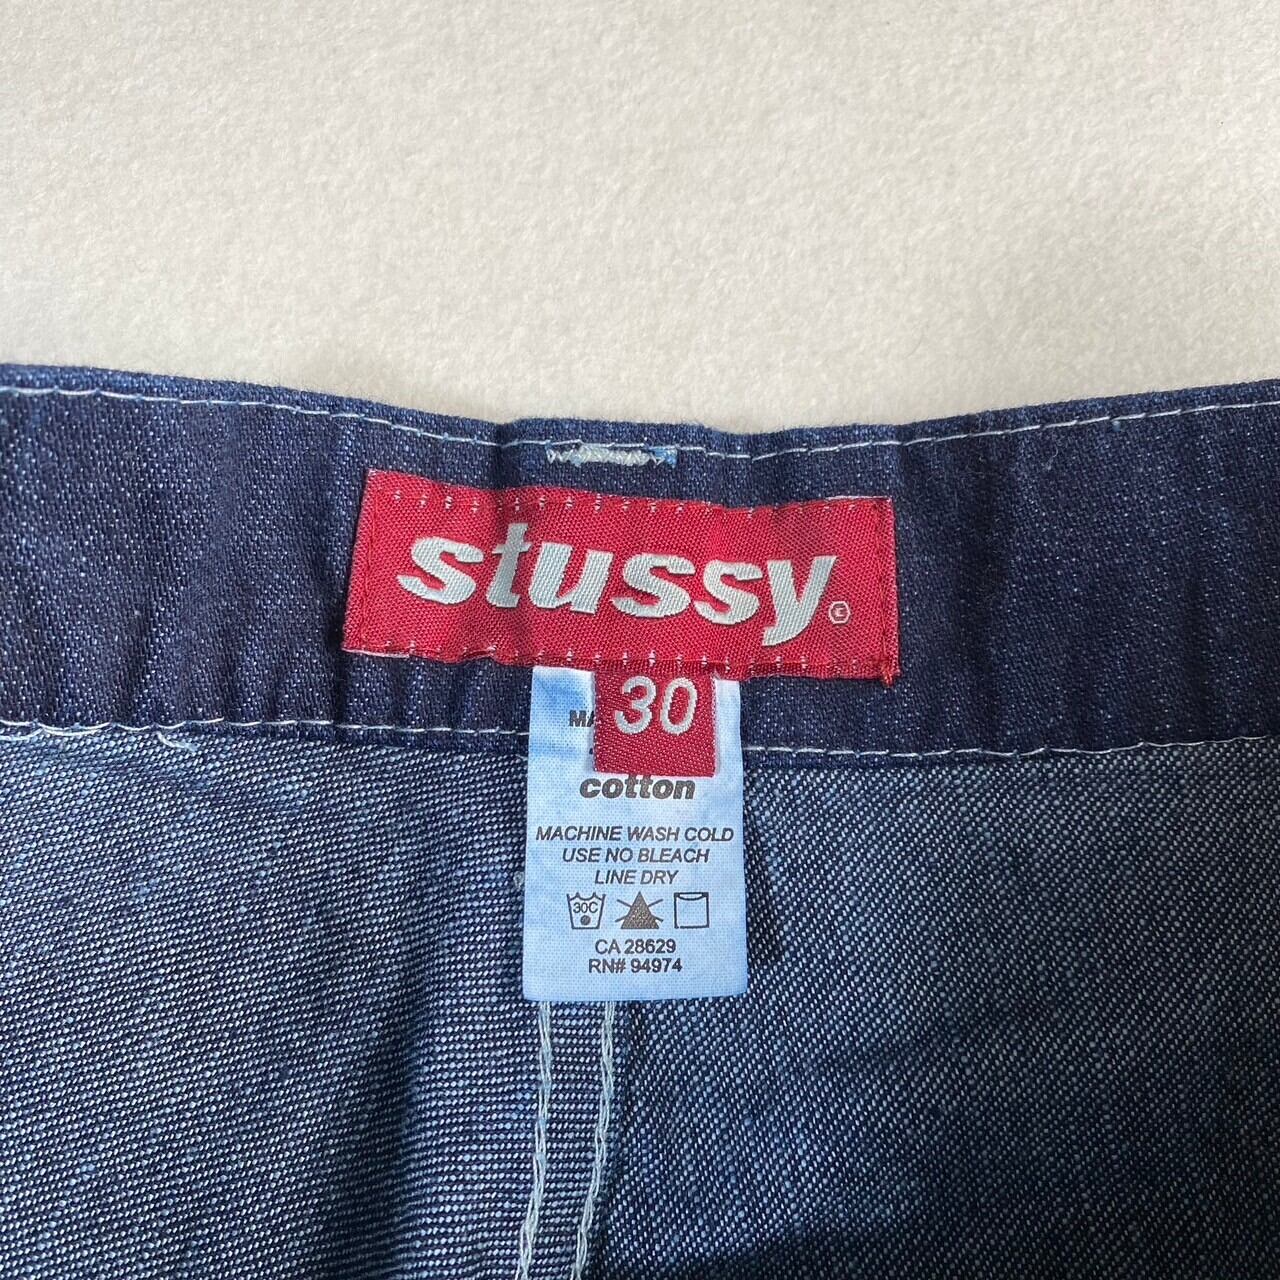 stussy
30
cotton
MACHINE WASH COLD
USE NO BLEACH
LINE DRY
30C
CA 28629
RN# 94974